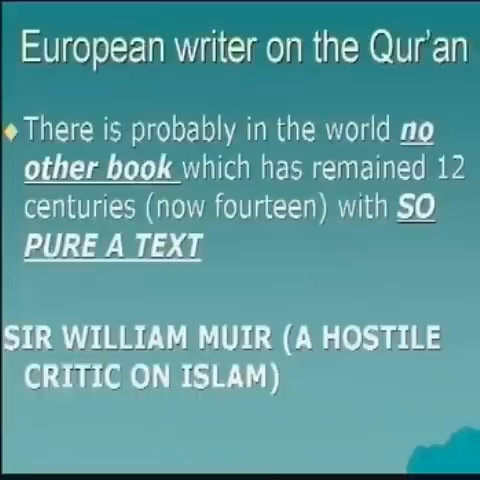 European writer on the Qur'an
There is probably in the world no
other book which has remained 12
centuries (now fourteen) with SO
PURE A TEXT
SIR WILLIAM MUIR (A HOSTILE
CRITIC ON ISLAM)